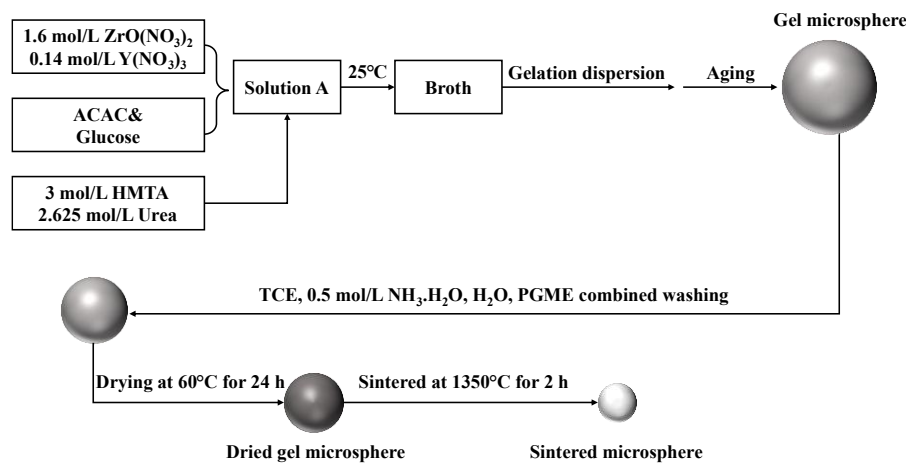 Gel microsphere
1.6 mol/L ZrO(NO₃)₂
0.14 mol/L Y(NO₃)₃
ACAC&
Glucose
3 mol/L HMTA
2.625 mol/L Urea
Solution A
25°C
Broth
Gelation dispersion
Aging
TCE, 0.5 mol/L NH₃.H₂O, H₂O, PGME combined washing
Drying at 60°C for 24 h
Sintered at 1350°C for 2 h
Dried gel microsphere
Sintered microsphere